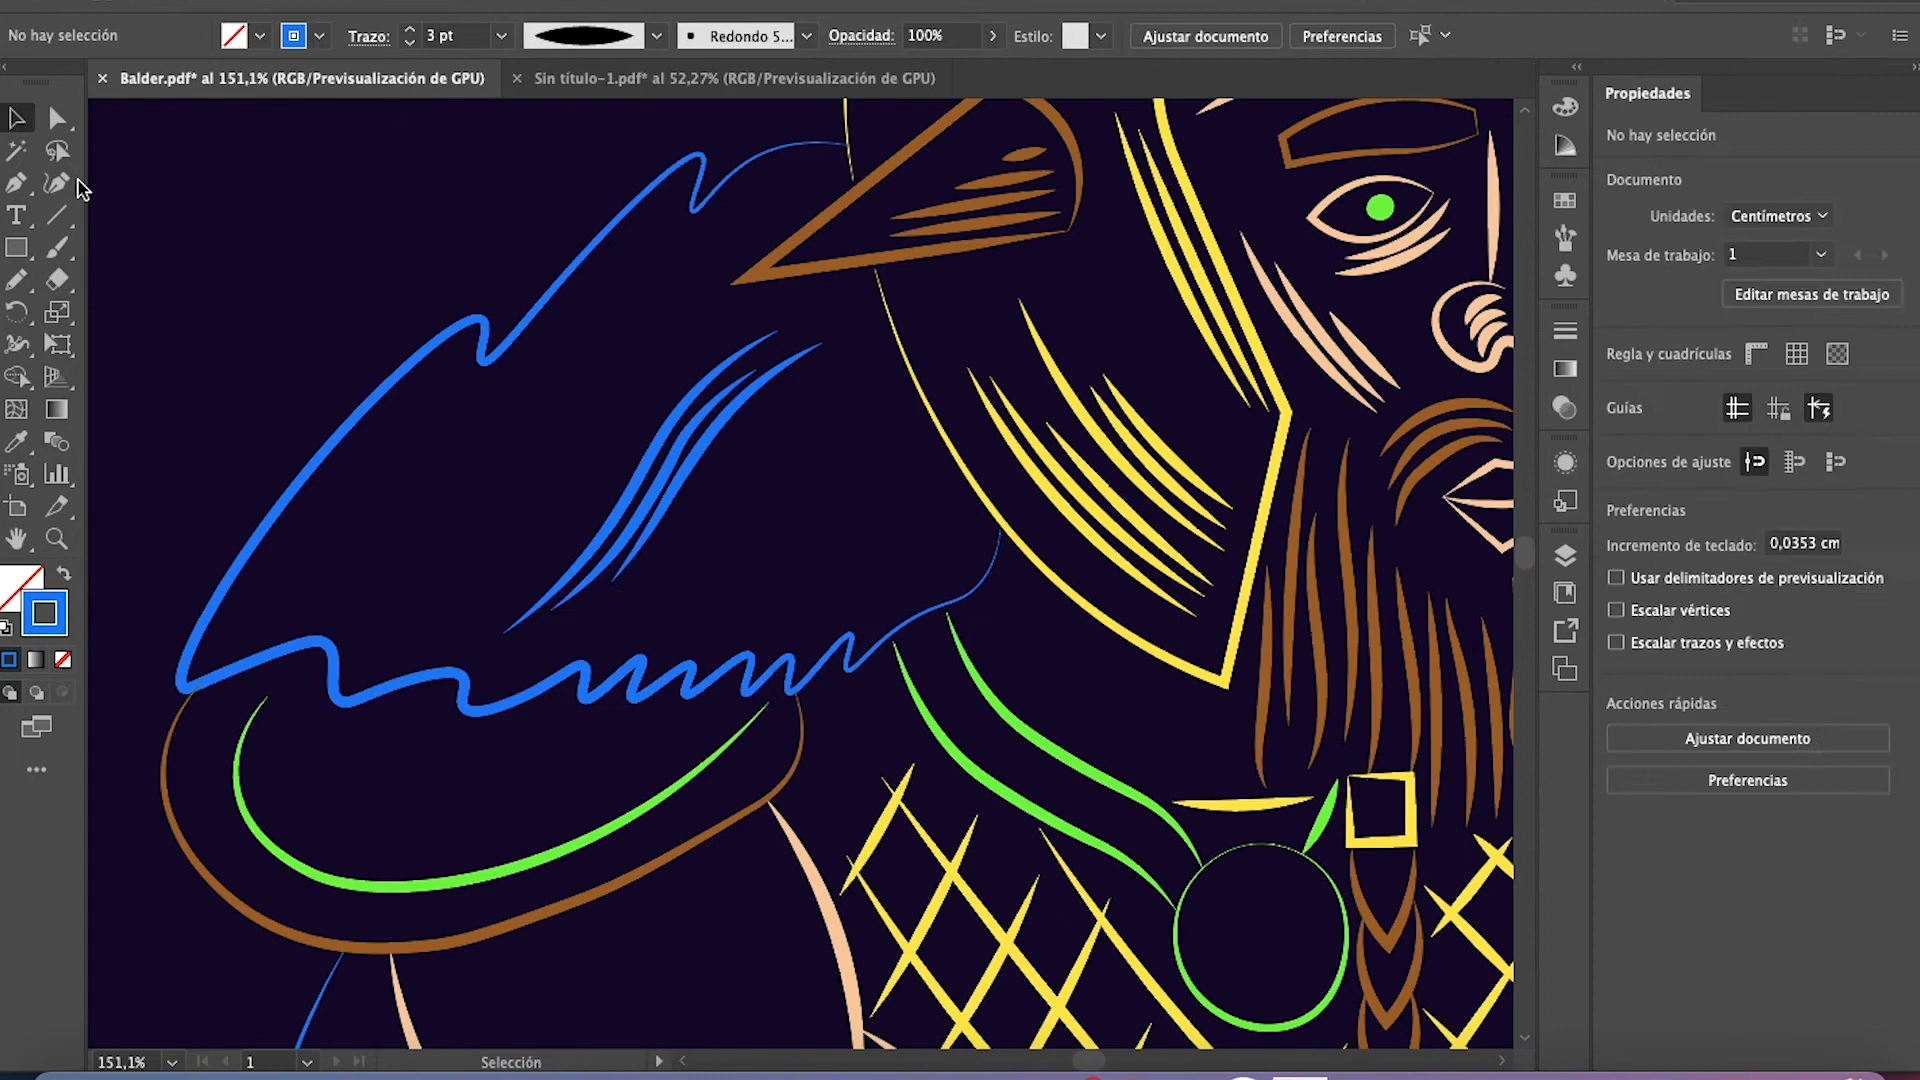 No hay selección
Trazo: 3 pt
Redondo 5...
Opacidad: 100%
Estilo:
Ajustar documento
Preferencias
Balder.pdf* al 151,1% (RGB/Previsualización de GPU)
Sin título-1.pdf* al 52,27% (RGB/Previsualización de GPU)
Propiedades
No hay selección
Documento
Unidades: Centímetros
Mesa de trabajo: 1
Editar mesas de trabajo
Regla y cuadrículas
Guías
Opciones de ajuste
Preferencias
Incremento de teclado: 0,0353 cm
Usar delimitadores de previsualización
Escalar vértices
Escalar trazos y efectos
Acciones rápidas
Ajustar documento
Preferencias
151,1%
1
Selección